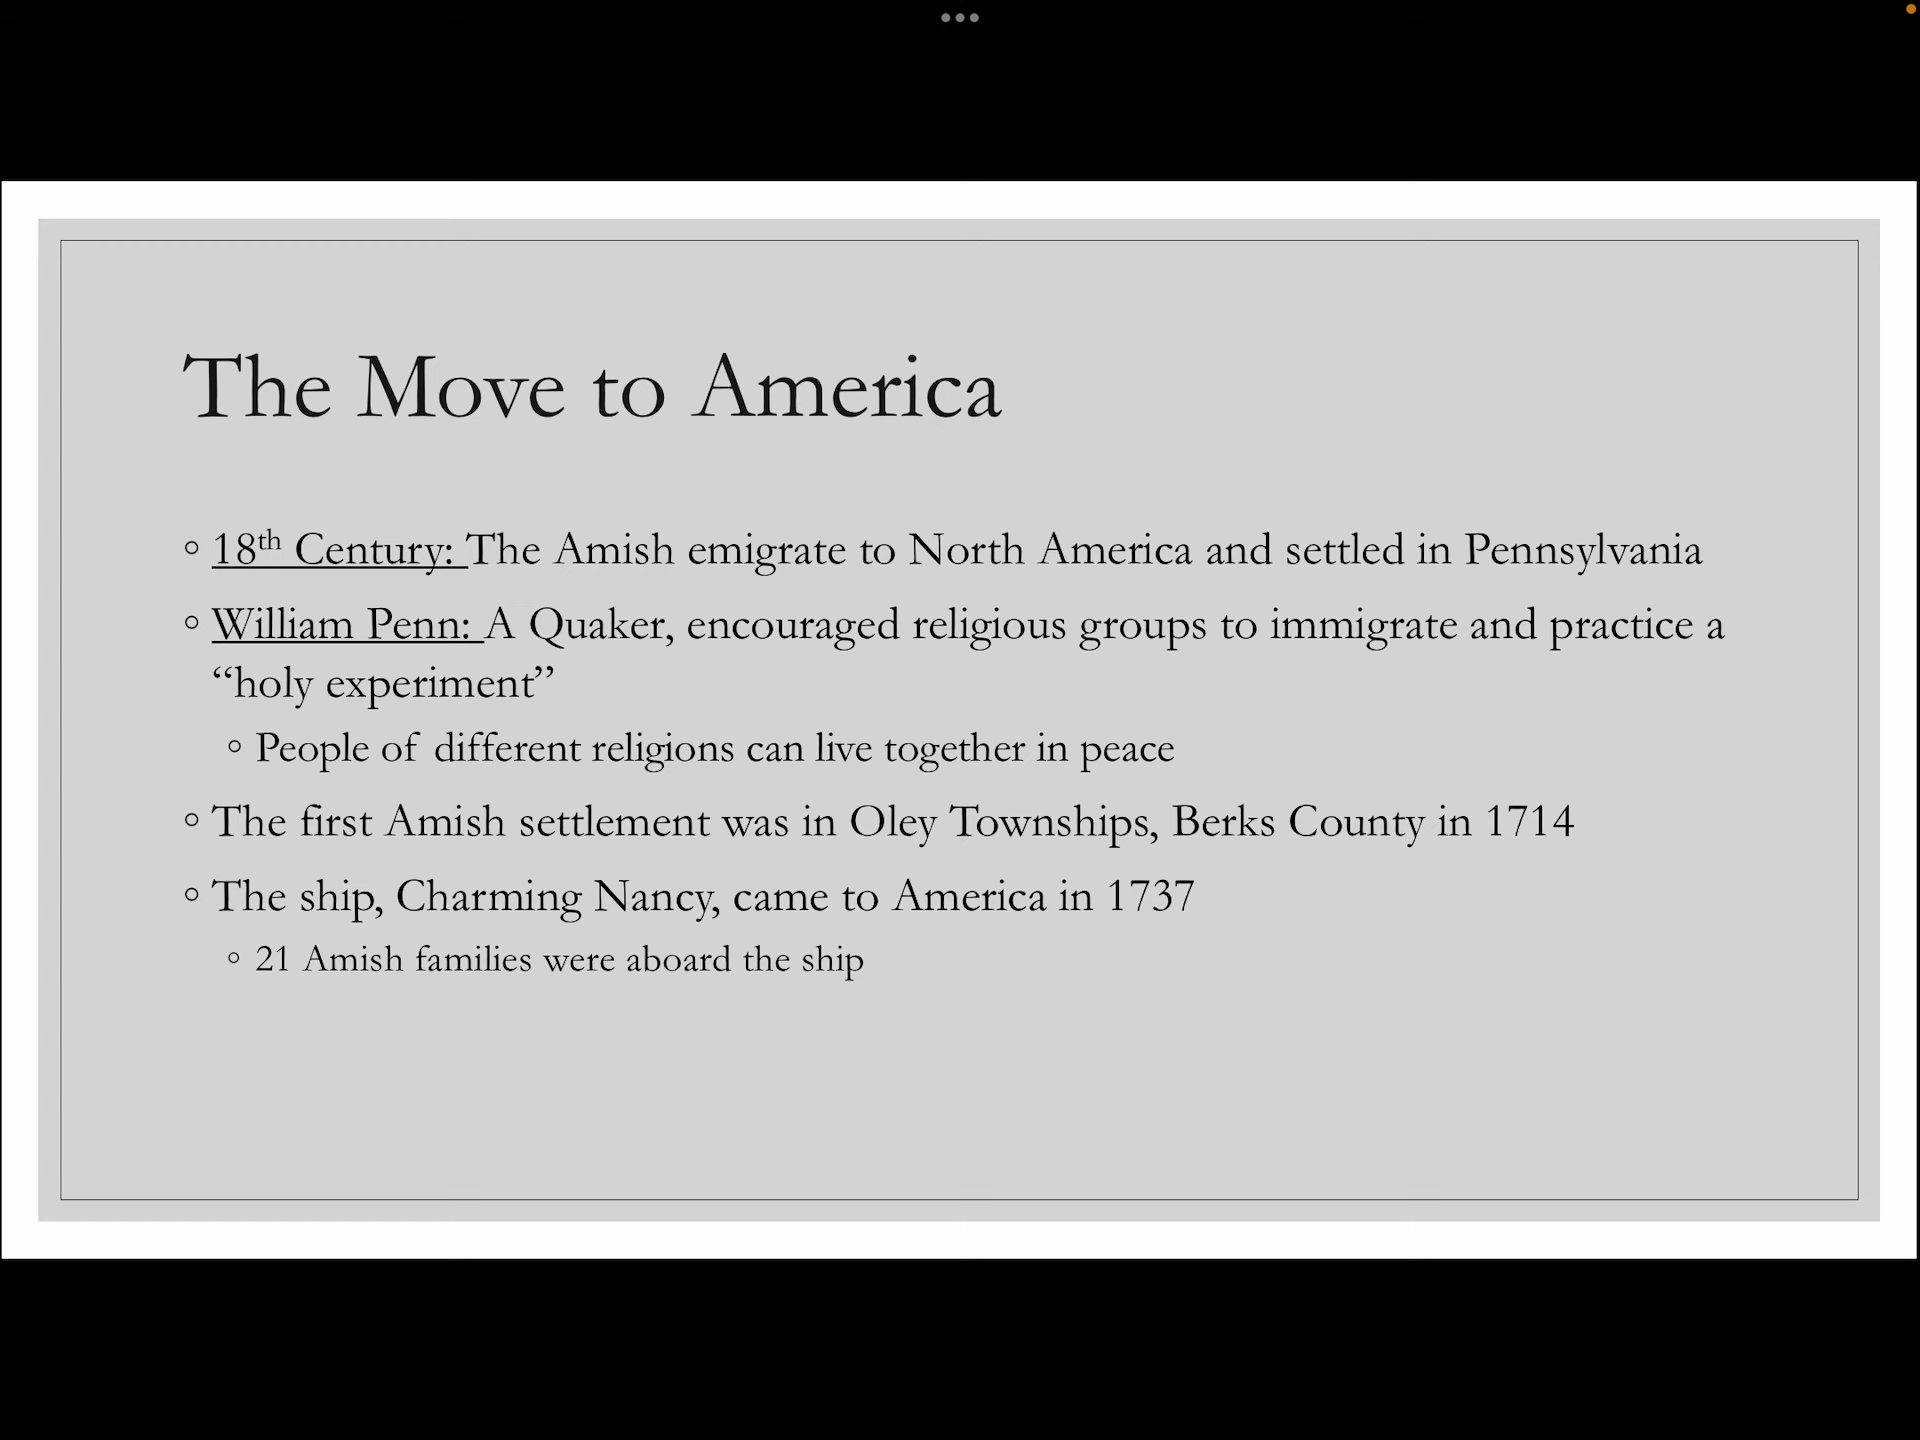 The Move to America
◦ 18th Century: The Amish emigrate to North America and settled in Pennsylvania
◦ William Penn: A Quaker, encouraged religious groups to immigrate and practice a
“holy experiment”
◦ People of different religions can live together in peace
◦ The first Amish settlement was in Oley Townships, Berks County in 1714
◦ The ship, Charming Nancy, came to America in 1737
◦ 21 Amish families were aboard the ship